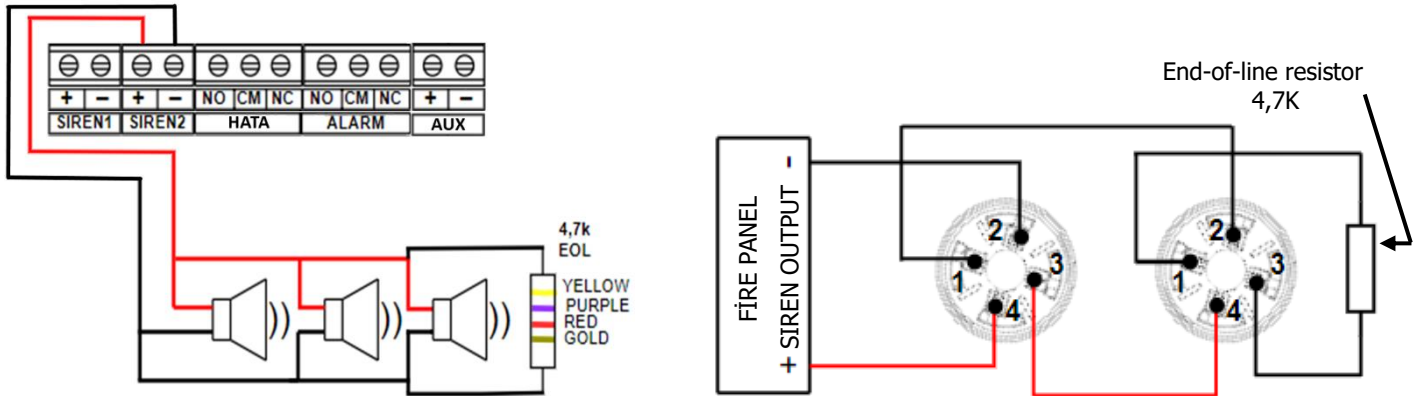 + − + − NO CM NC NO CM NC + −
SIREN1 SIREN2 HATA ALARM AUX
4,7k
EOL
YELLOW
PURPLE
RED
GOLD
End-of-line resistor
4,7K
FİRE PANEL
SIREN OUTPUT
-
+
2
1
3
4
2
1
3
4